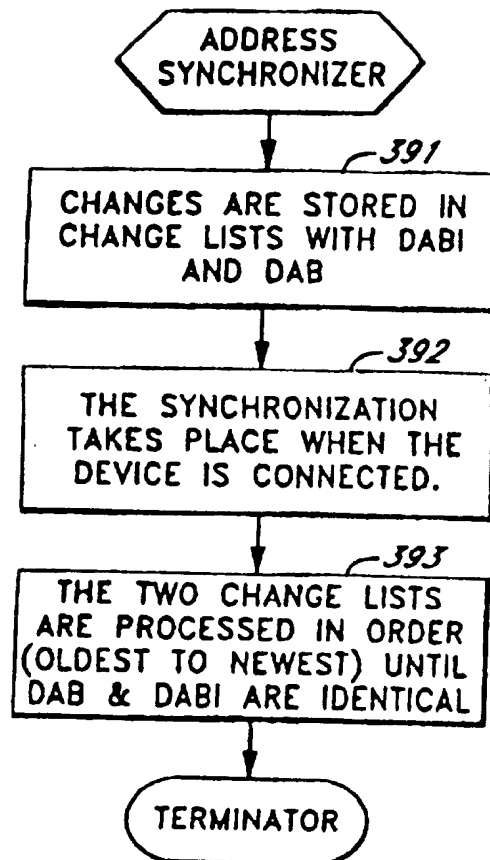 ADDRESS
SYNCHRONIZER
391
CHANGES ARE STORED IN
CHANGE LISTS WITH DABI
AND DAB
392
THE SYNCHRONIZATION
TAKES PLACE WHEN THE
DEVICE IS CONNECTED.
393
THE TWO CHANGE LISTS
ARE PROCESSED IN ORDER
(OLDEST TO NEWEST) UNTIL
DAB & DABI ARE IDENTICAL
TERMINATOR